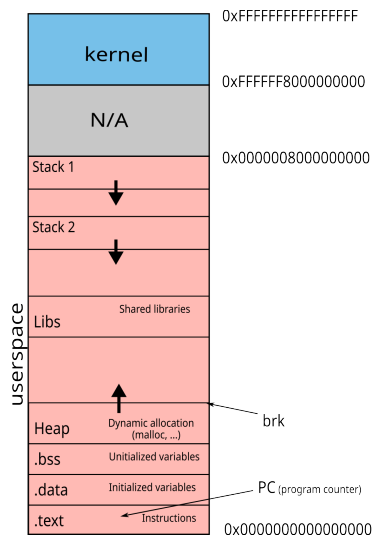 0xFFFFFFFFFFFFFFFF
kernel
0xFFFFFF8000000000
N/A
0x0000008000000000
Stack 1
Stack 2
userspace
Libs
Shared libraries
brk
Heap
Dynamic allocation
(malloc, ...)
.bss
Unitialized variables
.data
Initialized variables
PC (program counter)
.text
Instructions
0x0000000000000000